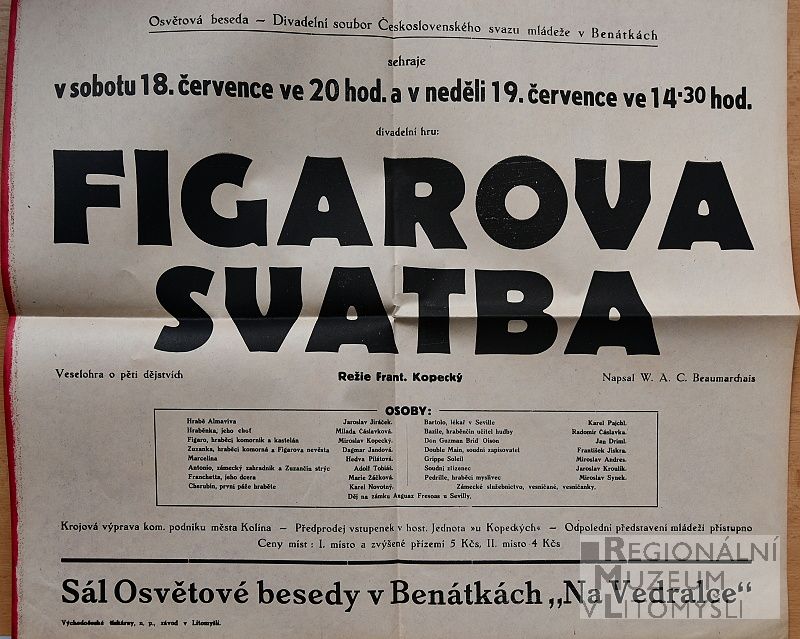 Osvětová beseda – Divadelní soubor Československého svazu mládeže v Benátkách
sehraje
v sobotu 18. července ve 20 hod. a v neděli 19. července ve 14·30 hod.
divadelní hru:
FIGAROVA
SVATBA
Veselohra o pěti dějstvích Režie Frant. Kopecký Napsal W. A. C. Beaumarchais
OSOBY:
Hrabě Almaviva Jaroslav Jiráček.
Hraběnka, jeho choť Milada Čáslavková.
Figaro, hraběcí komorník a kastelán Miroslav Kopecký.
Zuzanka, hraběcí komorná a Figarova nevěsta Dagmar Jandová.
Marcelina Hedva Pilátová.
Antonio, zámecký zahradník a Zuzančin strýc Adolf Tobiáš.
Franchetta, jeho dcera Marie Žáčková.
Cherubin, první páže hraběte Karel Novotný.
Bartolo, lékař v Seville Karel Pajchl.
Bazile, hraběnčin učitel hudby Radomír Čáslavka.
Don Guzman Brid Oison Jan Driml.
Double Main, soudní zapisovatel František Jiskra.
Grippe Soleil Miroslav Andres.
Soudní zřízenec Jaroslav Kroulík.
Pedrille, hraběcí myslivec Miroslav Synek.
Zámecké služebnictvo, vesničané, vesničanky.
Děj na zámku Aguas Frescas u Sevilly.
Krojová výprava kom. podniku města Kolína – Předprodej vstupenek v host. Jednota »u Kopeckých« – Odpolední představení mládeži přístupno
Ceny míst: I. místo a zvýšené přízemí 5 Kčs, II. místo 4 Kčs
Sál Osvětové besedy v Benátkách „Na Vedralce“
Východočeské tiskárny, n. p., závod v Litomyšli.
REGIONÁLNÍ
MUZEUM
V LITOMYŠLI